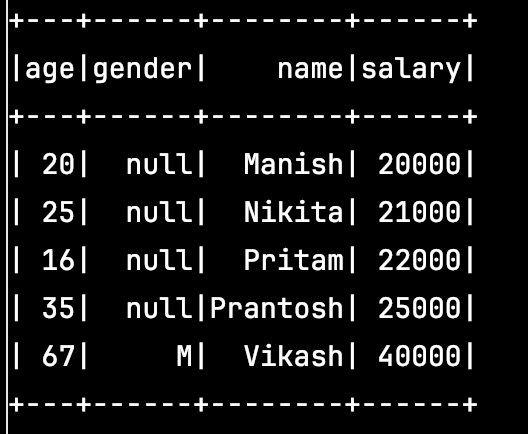 +---+------+--------+------+
|age|gender|    name|salary|
+---+------+--------+------+
| 20|  null|  Manish| 20000|
| 25|  null|  Nikita| 21000|
| 16|  null|  Pritam| 22000|
| 35|  null|Prantosh| 25000|
| 67|     M|  Vikash| 40000|
+---+------+--------+------+